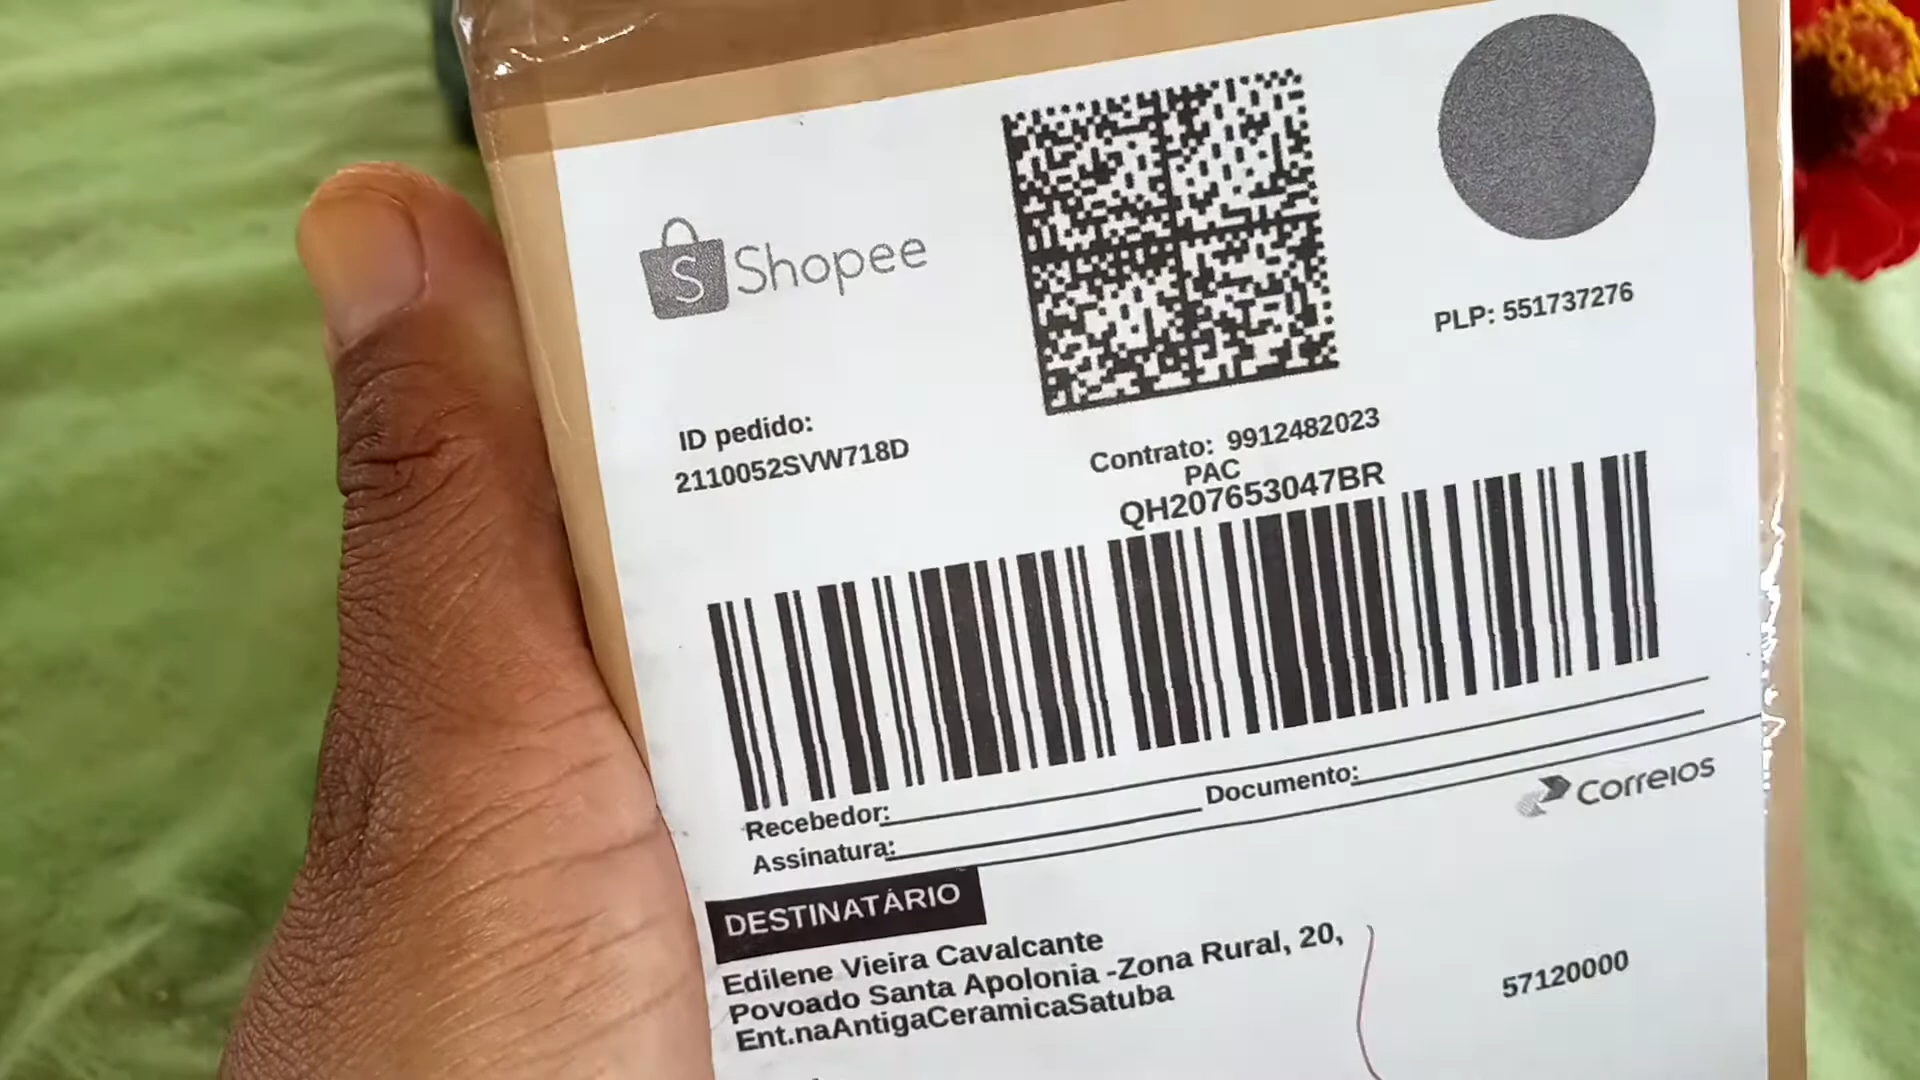 S Shopee
PLP: 551737276
ID pedido:
2110052SVW718D
Contrato: 9912482023
PAC
QH207653047BR
Recebedor:
Assinatura:
Documento:
Correios
DESTINATÁRIO
Edilene Vieira Cavalcante
Povoado Santa Apolonia -Zona Rural, 20,
Ent.naAntigaCeramicaSatuba
57120000